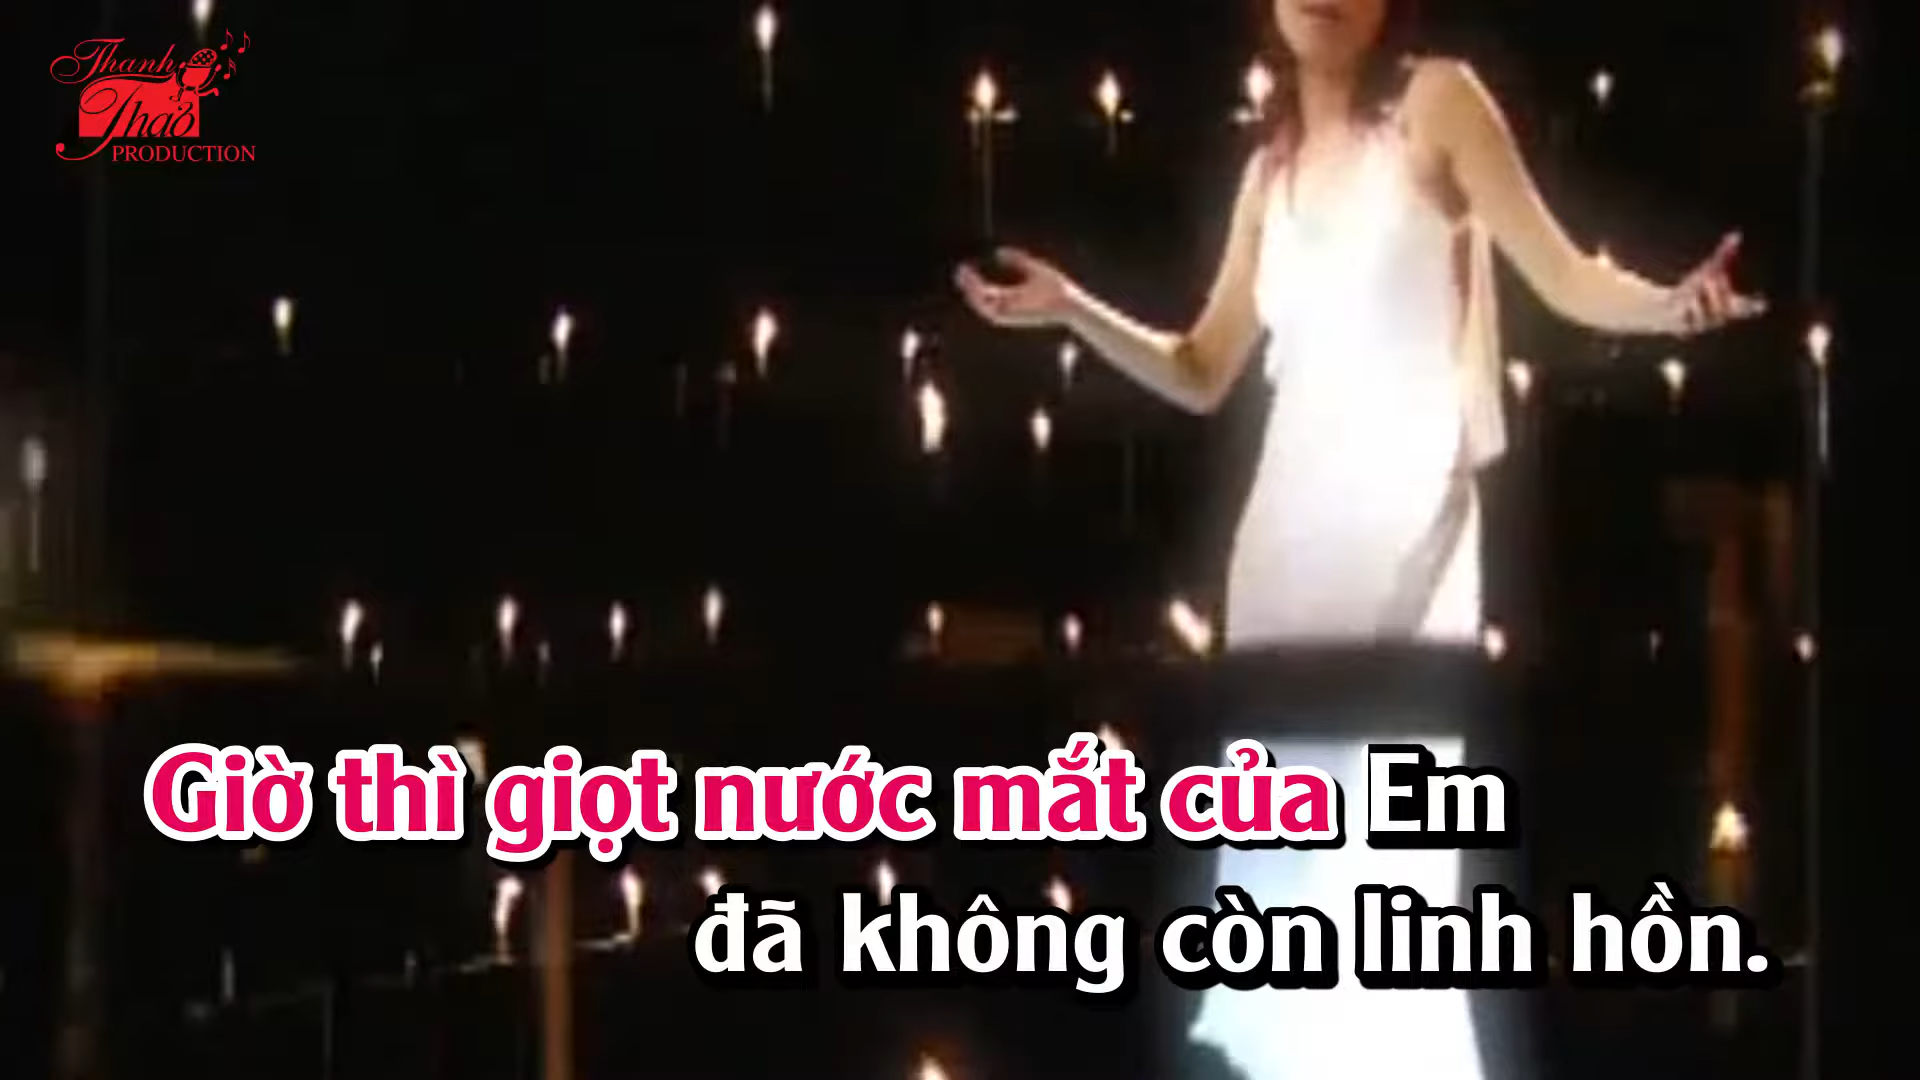 Thanh
Thảo
PRODUCTION
Giờ thì giọt nước mắt của Em
đã không còn linh hồn.